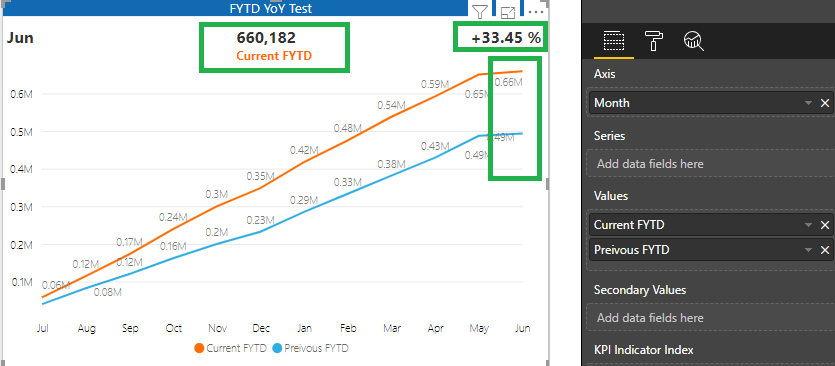 FYTD YOY Test
Jun
660,182
+33.45 %
Current FYTD
0.6M
0.5M
0.4M
0.3M
0.2M
0.1M
0.06M
0.12M
0.17M
0.24M
0.3M
0.35M
0.42M
0.48M
0.54M
0.59M
0.65M
0.66M
0.08M
0.12M
0.16M
0.2M
0.23M
0.29M
0.33M
0.38M
0.43M
0.49M
0.49M
Jul Aug Sep Oct Nov Dec Jan Feb Mar Apr May Jun
Current FYTD Preivous FYTD
Axis
Month
Series
Add data fields here
Values
Current FYTD
Preivous FYTD
Secondary Values
Add data fields here
KPI Indicator Index